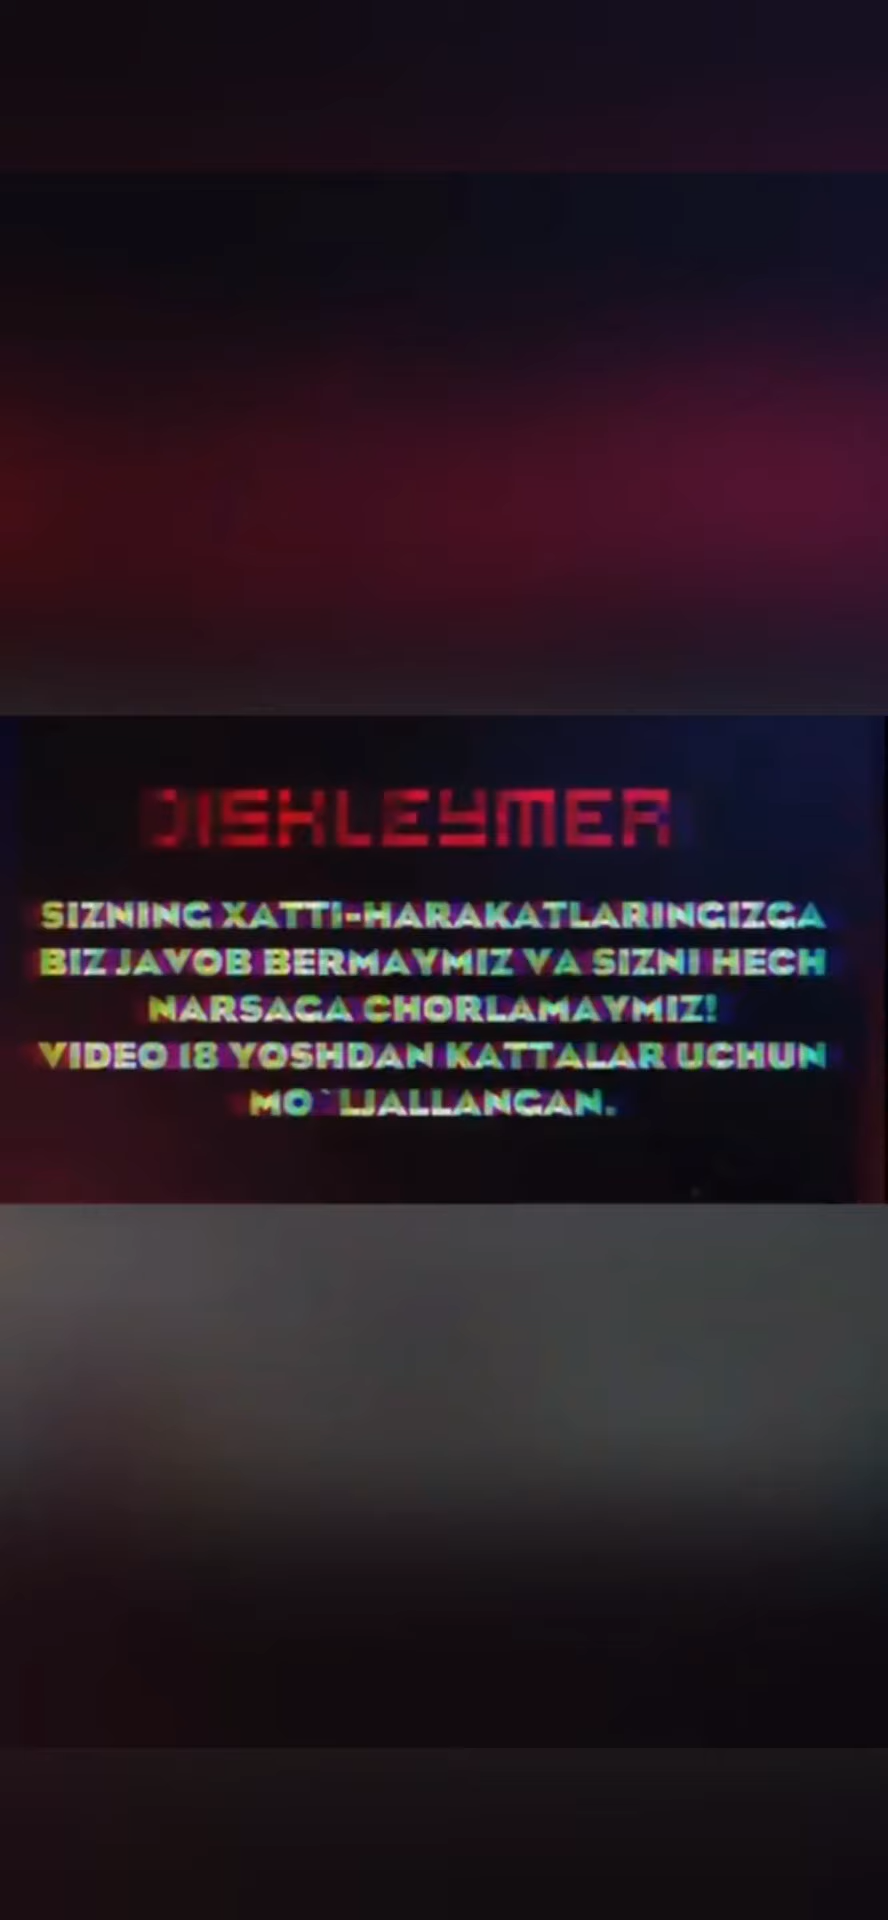 DISKLEYMER
SIZNING XATTI-HARAKATLARINGIZGA
BIZ JAVOB BERMAYMIZ VA SIZNI HECH
NARSAGA CHORLAMAYMIZ!
VIDEO 18 YOSHDAN KATTALAR UCHUN
MO`LJALLANGAN.